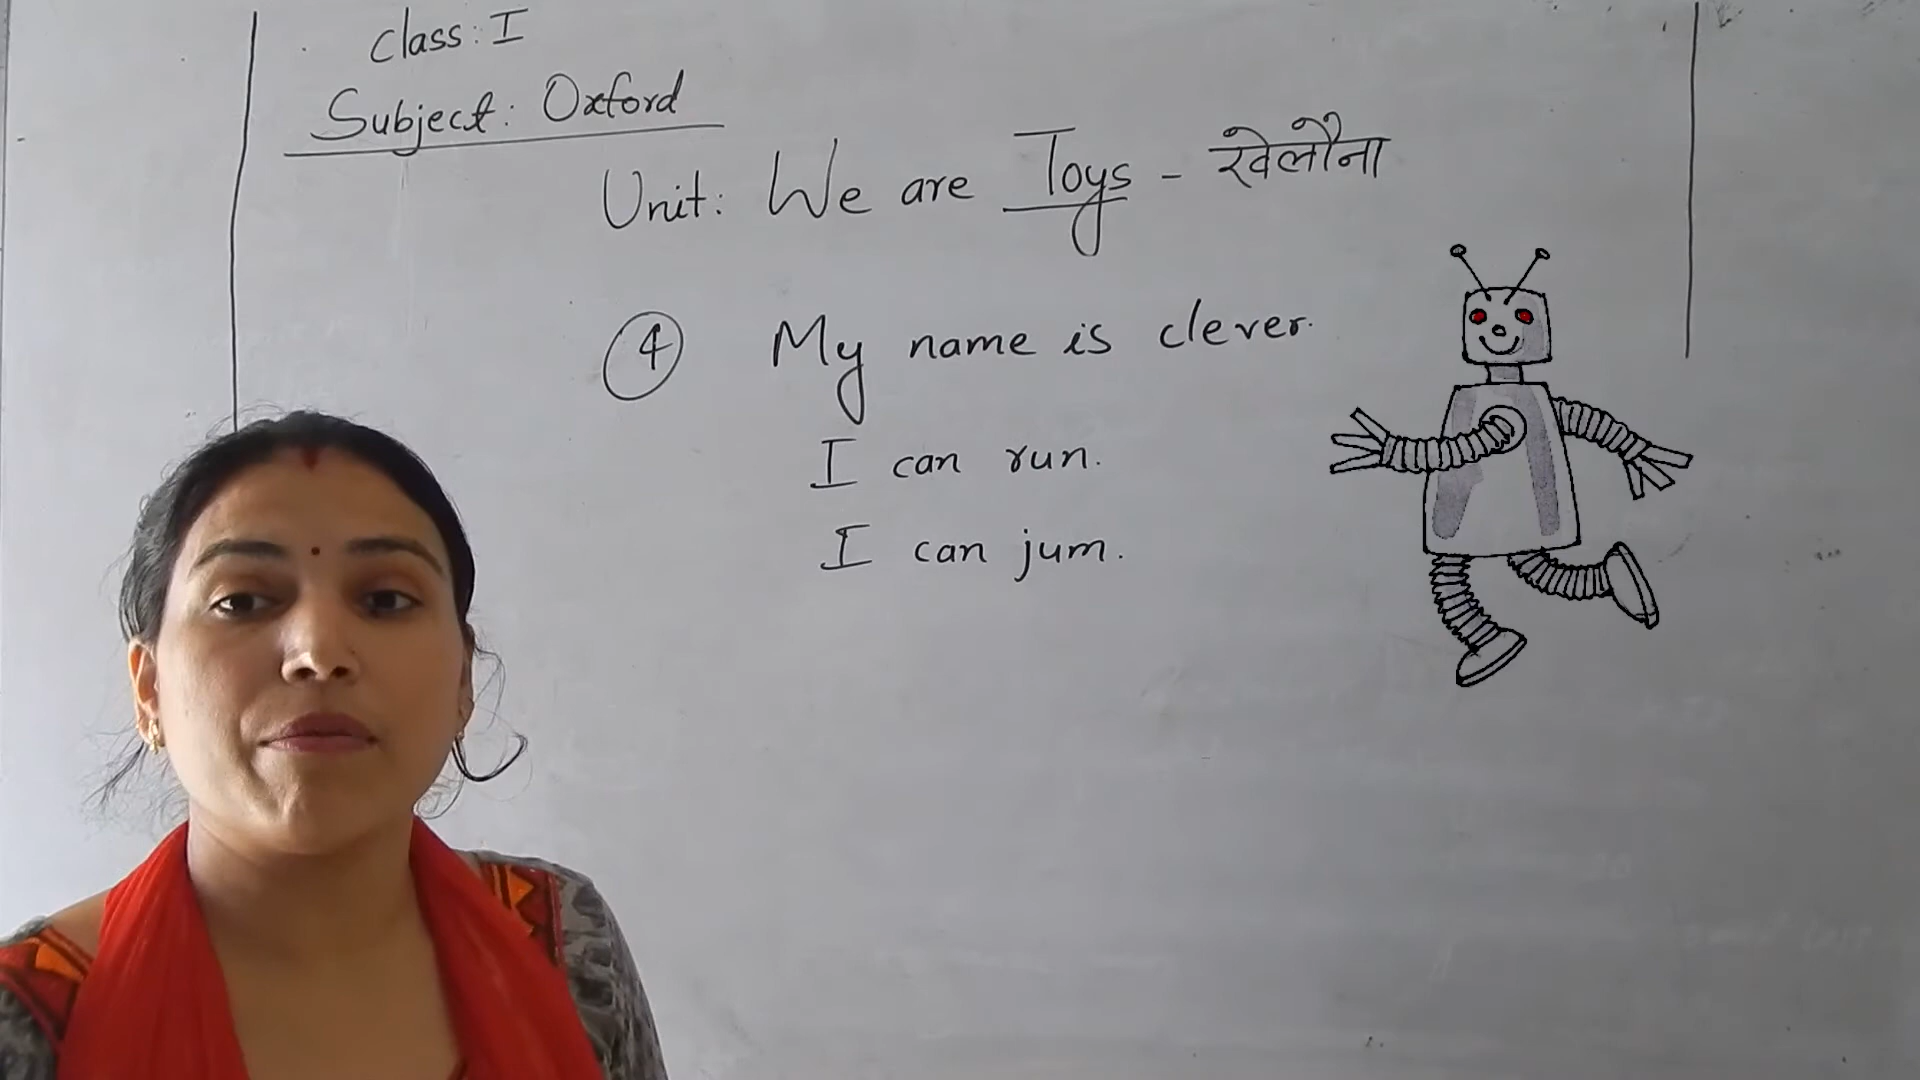 class: I
Subject: Oxford
Unit: We are Toys - खेलौना
4 My name is clever.
I can run.
I can jum.